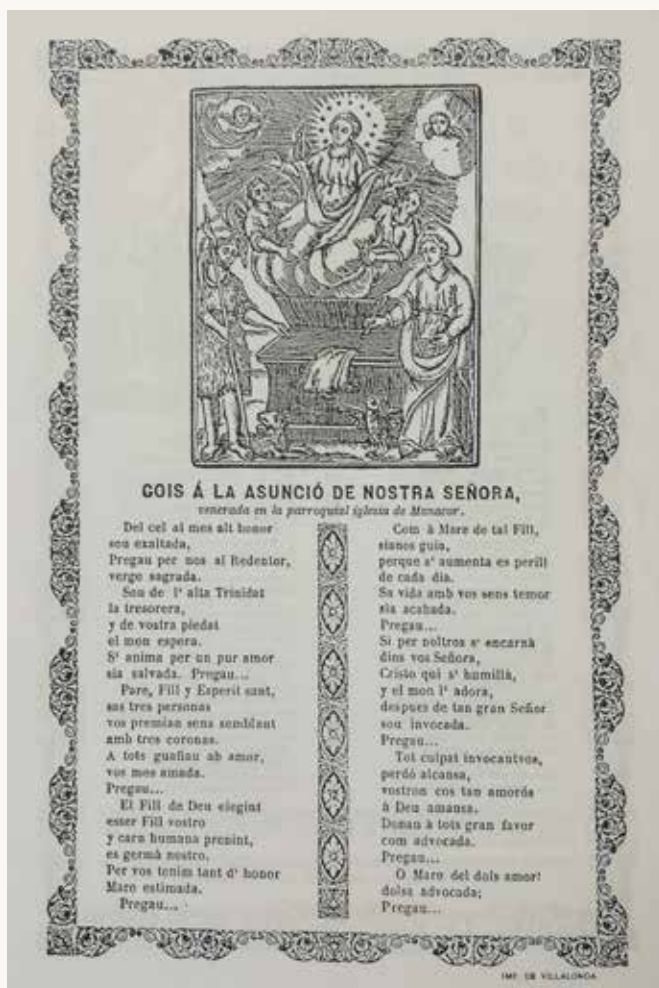 GOIS Á LA ASUNCIÓ DE NOSTRA SEÑORA,
venerada en la parroquial iglesia de Manacor.
Del cel al mes alt honor
sou exaltada,
Pregau per nos al Redentor,
verge sagrada.
Sou de l' alta Trinidat
la tresorera,
y de vostra piedat
el mon espera.
S' anima per un pur amor
sia salvada. Pregau...
Pare, Fill y Esperit sant,
sas tres personas
vos premian sens semblant
amb tres coronas.
A tots guañau ab amor,
vos mes amada.
Pregau...
El Fill de Deu elegint
esser Fill vostro
y carn humana prenint,
es germà nostro.
Per vos tenim tant d' honor
Mare estimada.
Pregau...
Com à Mare de tal Fill,
siaunos guia,
perque s' aumenta es perill
de cada dia.
Sa vida amb vos sens temor
sia acabada.
Pregau...
Si per noltros s' encarnà
dins vos Señora,
Cristo qui s' humillà,
y el mon l' adora,
despues de tan gran Señor
sou invocada.
Pregau...
Tot culpat invocantvos,
perdó alcansa,
vostron cos tan amorós
à Deu amansa.
Donau à tots gran favor
com advocada.
Pregau...
O Mare del dols amor!
dolsa advocada;
Pregau...
IMP. DE VILLALONGA